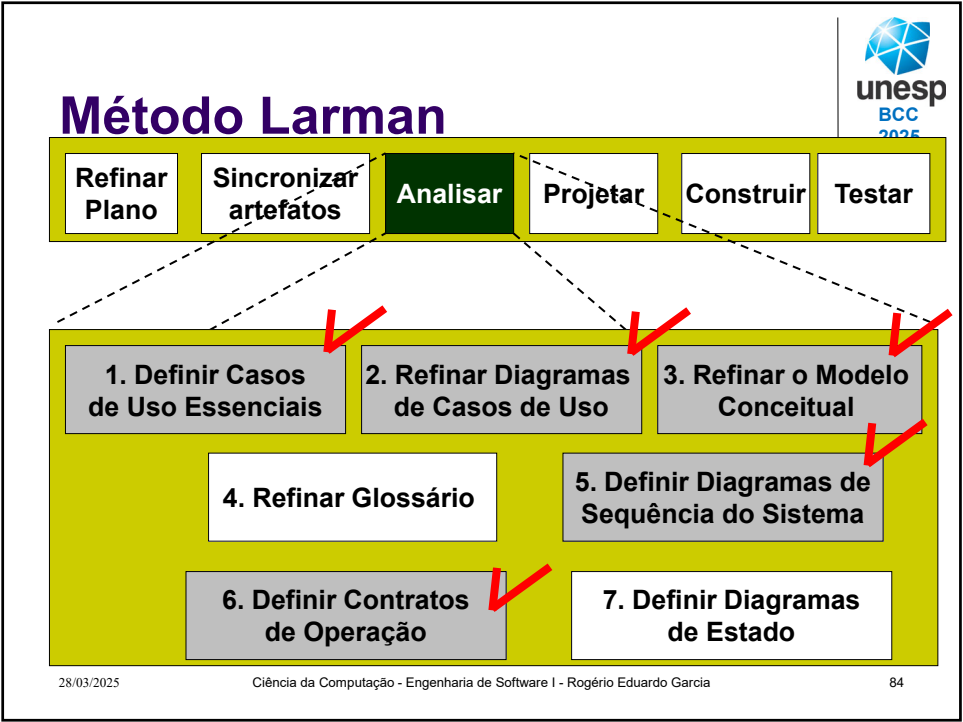 unesp
BCC
2025
Método Larman
Refinar
Plano
Sincronizar
artefatos
Analisar
Projetar
Construir
Testar
1. Definir Casos
de Uso Essenciais
2. Refinar Diagramas
de Casos de Uso
3. Refinar o Modelo
Conceitual
4. Refinar Glossário
5. Definir Diagramas de
Sequência do Sistema
6. Definir Contratos
de Operação
7. Definir Diagramas
de Estado
28/03/2025
Ciência da Computação - Engenharia de Software I - Rogério Eduardo Garcia
84